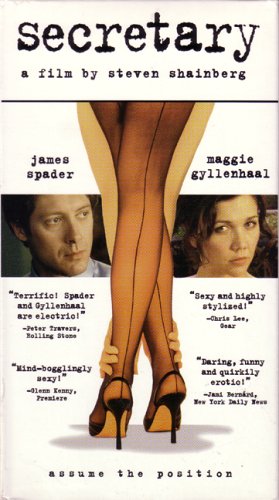 secretary
a film by steven shainberg
james
spader
maggie
gyllenhaal
"Terrific! Spader
and Gyllenhaal
are electric!"
–Peter Travers,
Rolling Stone
"Sexy and highly
stylized!"
–Chris Lee,
Gear
"Mind-bogglingly
sexy!"
–Glenn Kenny,
Premiere
"Daring, funny
and quirkily
erotic!"
–Jami Bernard,
New York Daily News
assume the position